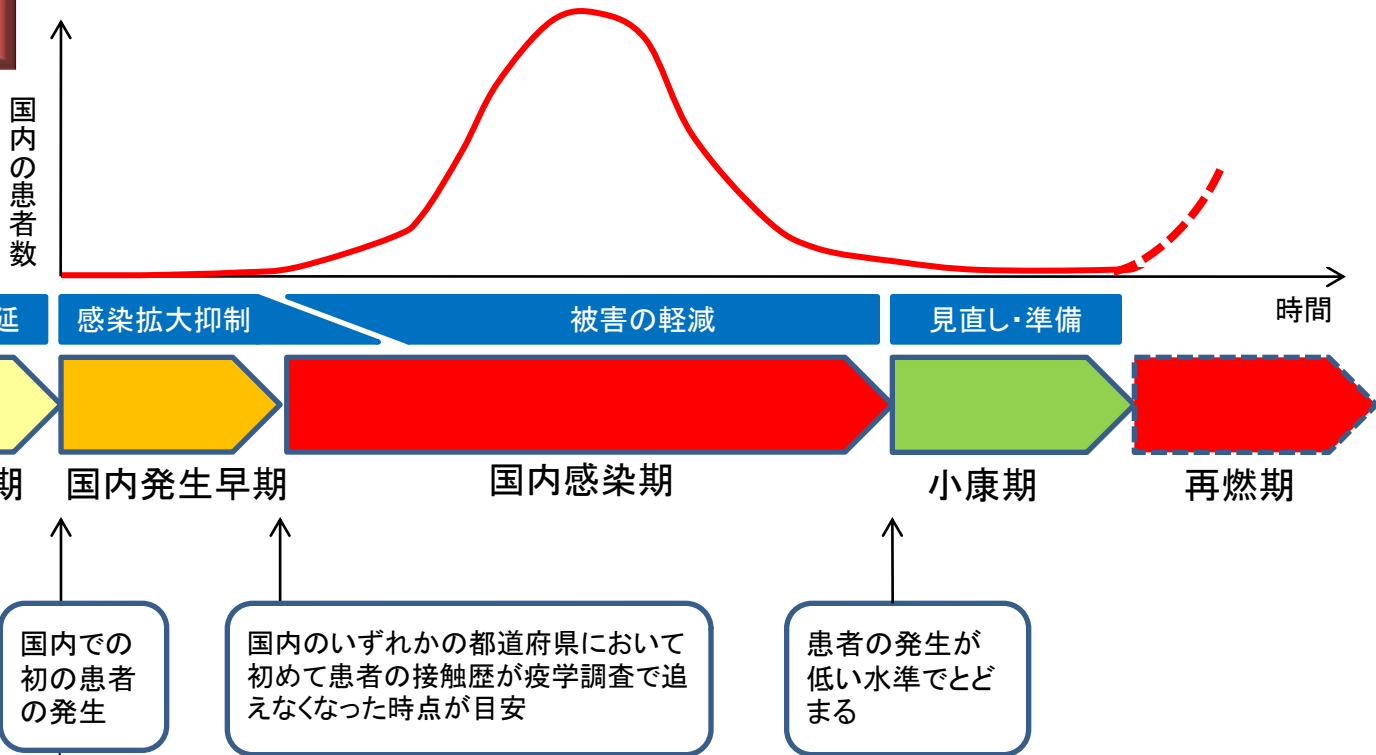 国内の患者数
時間
延
感染拡大抑制
被害の軽減
見直し・準備
期
国内発生早期
国内感染期
小康期
再燃期
国内での
初の患者
の発生
国内のいずれかの都道府県において
初めて患者の接触歴が疫学調査で追
えなくなった時点が目安
患者の発生が
低い水準でとど
まる